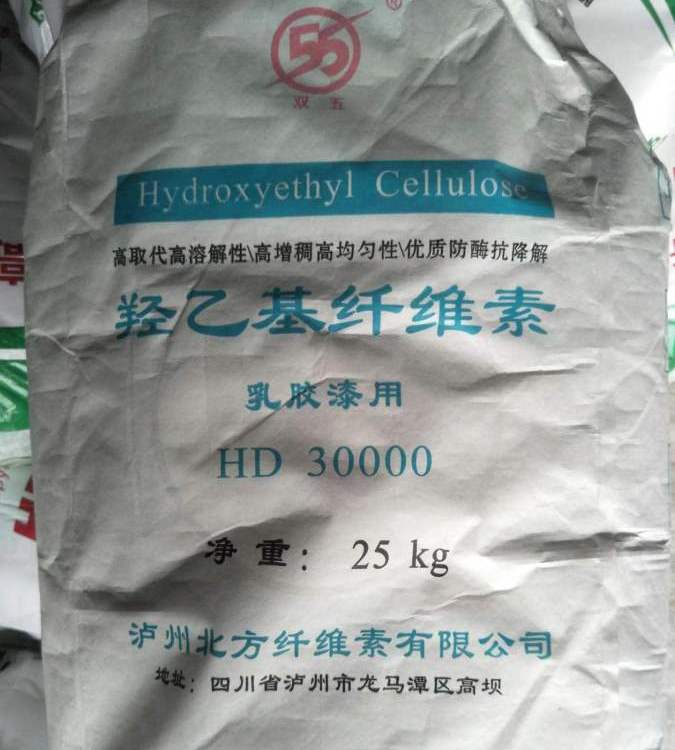 55
®
双五
Hydroxyethyl Cellulose
高取代高溶解性\高增稠高均匀性\优质防酶抗降解
羟乙基纤维素
乳胶漆用
HD 30000
净重： 25 kg
泸州北方纤维素有限公司
地址：四川省泸州市龙马潭区高坝